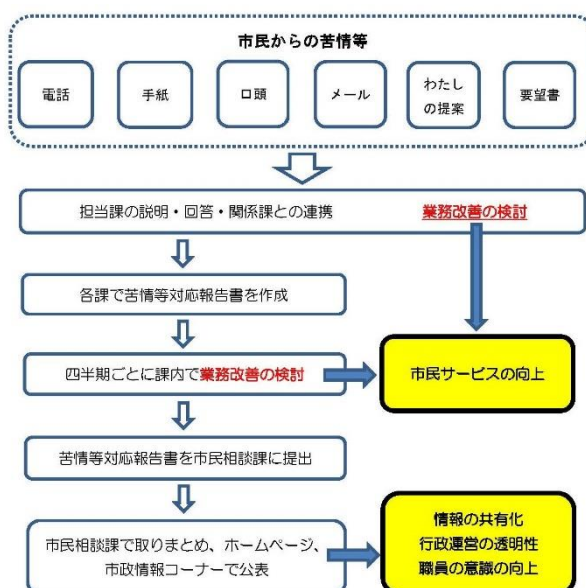 市民からの苦情等
電話
手紙
口頭
メール
わたし
の提案
要望書
担当課の説明・回答・関係課との連携
業務改善の検討
各課で苦情等対応報告書を作成
四半期ごとに課内で業務改善の検討
市民サービスの向上
苦情等対応報告書を市民相談課に提出
市民相談課で取りまとめ、ホームページ、
市政情報コーナーで公表
情報の共有化
行政運営の透明性
職員の意識の向上